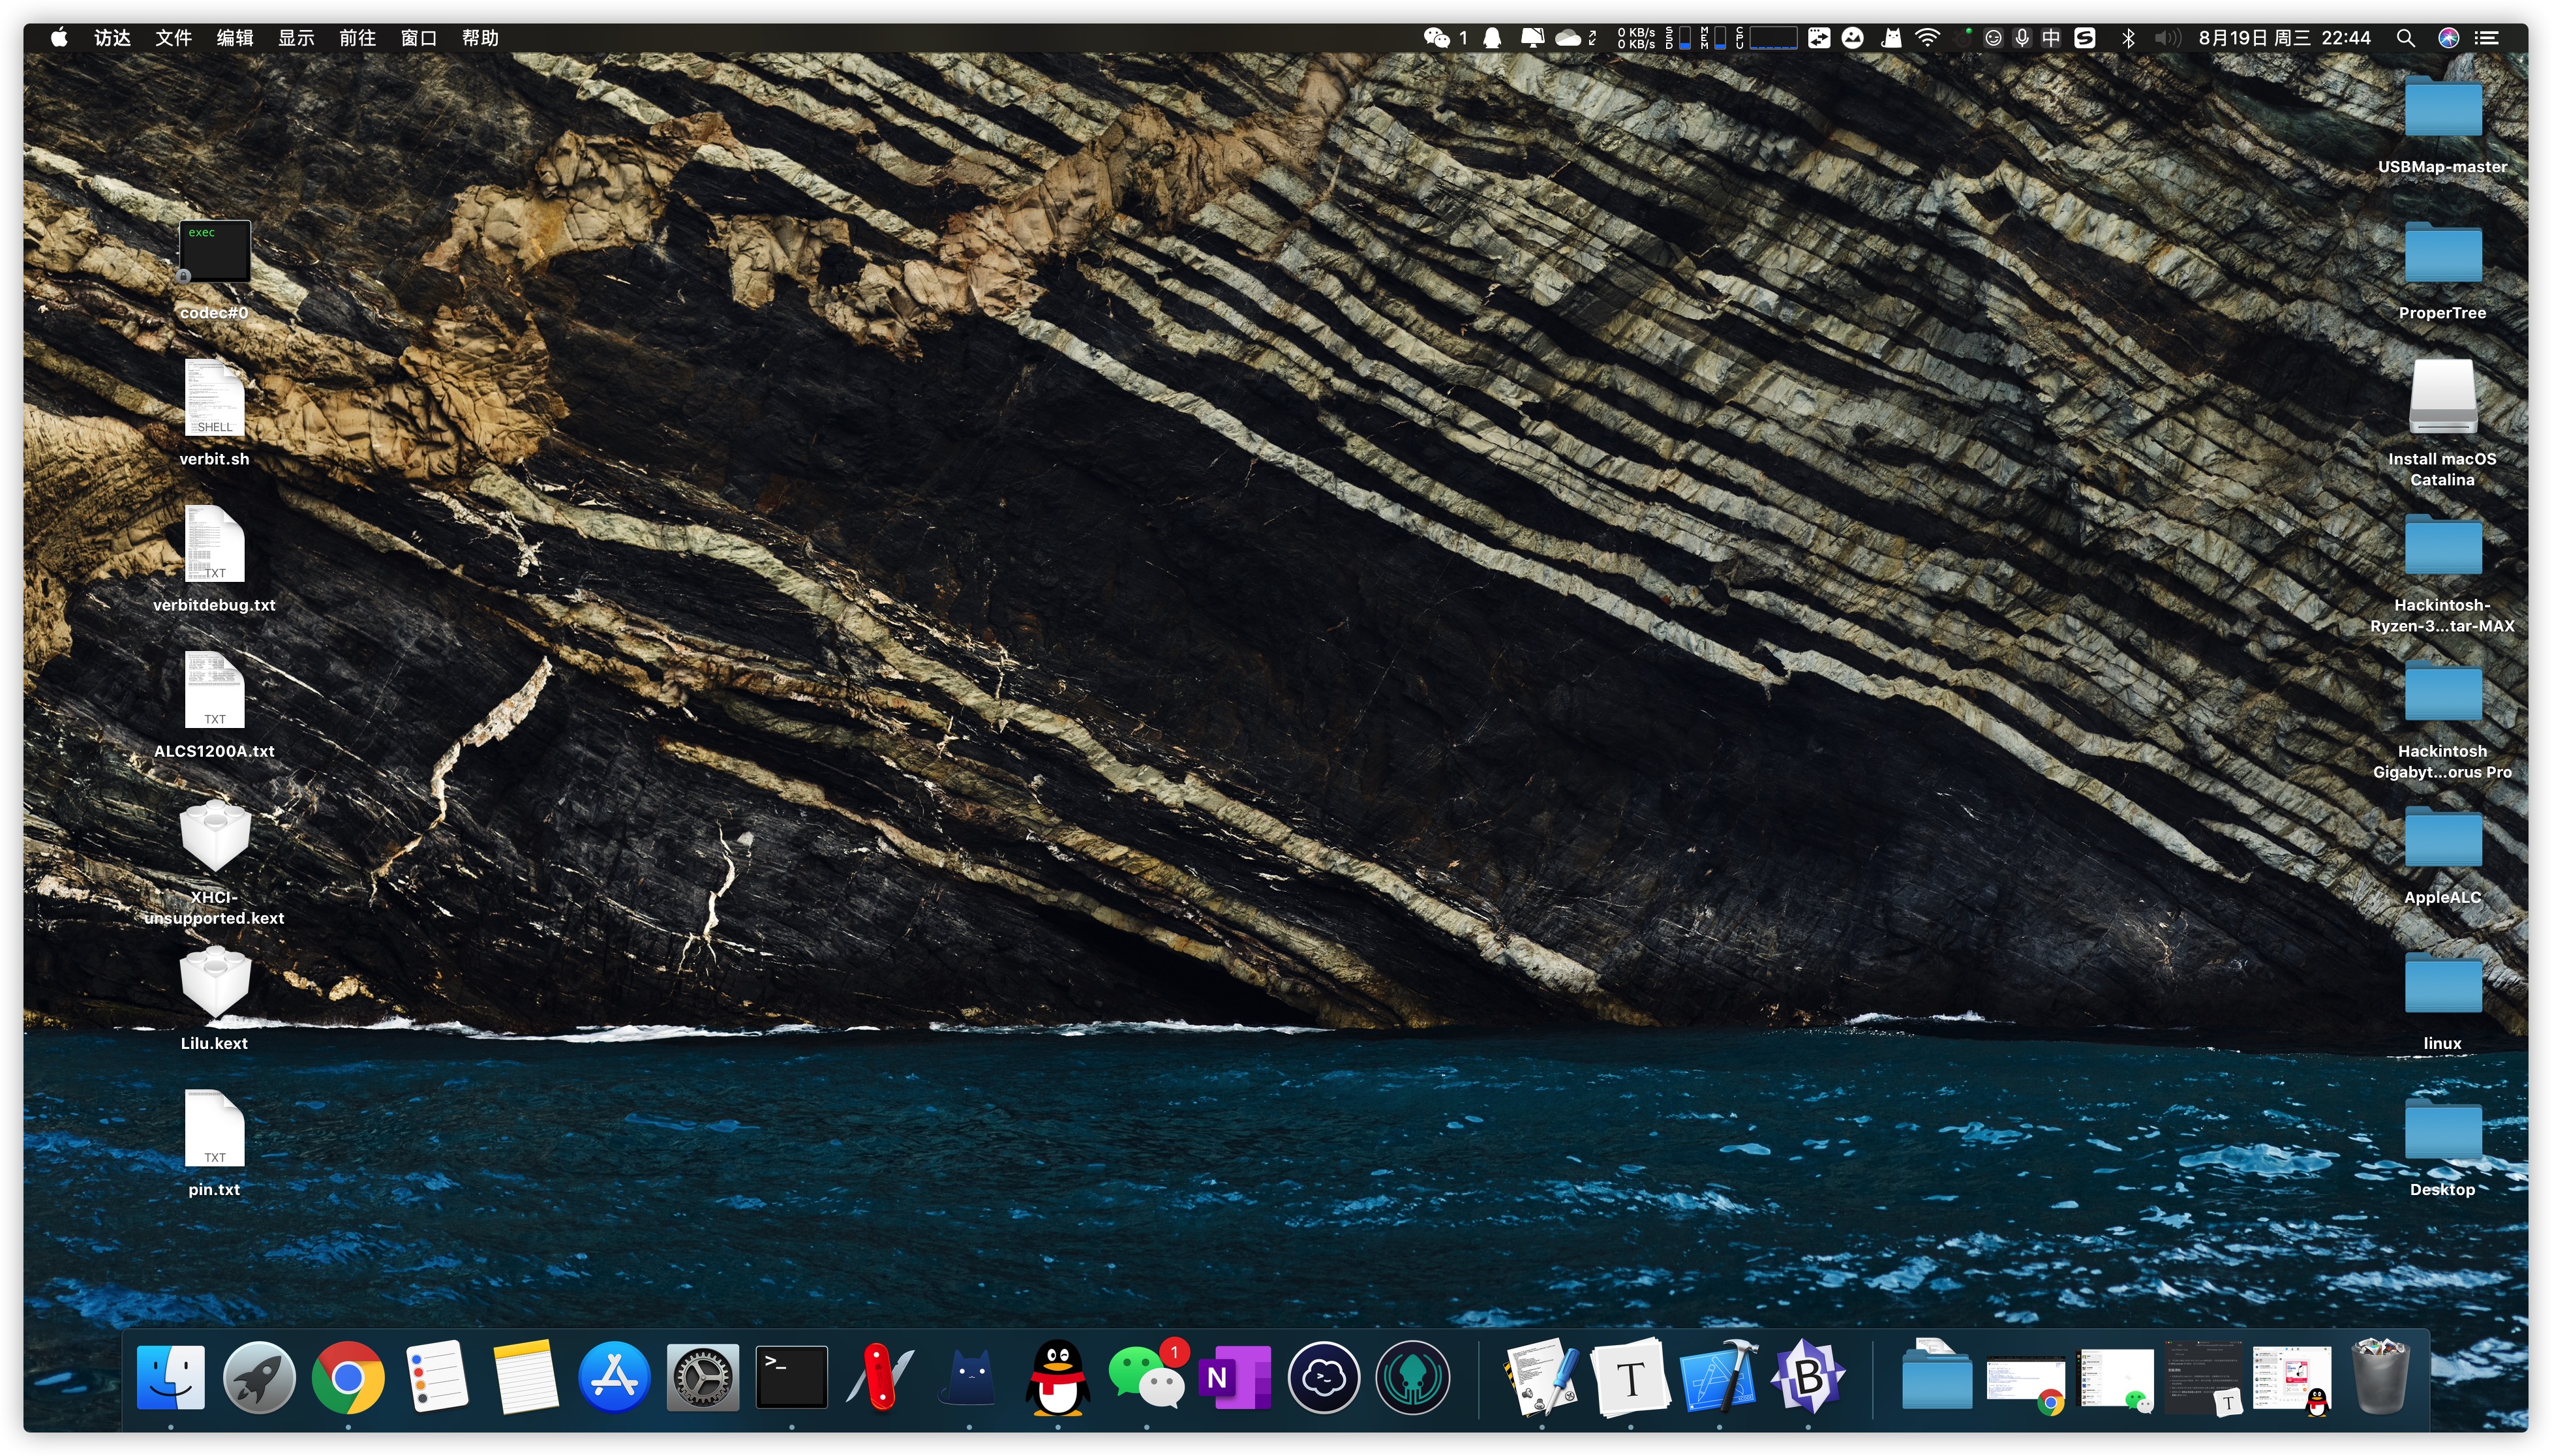 访达 文件 编辑 显示 前往 窗口 帮助
1
0 KB/s
0 KB/s
SSD
MEM
CPU
中
S
8月19日 周三 22:44
exec
codec#0
SHELL
verbit.sh
TXT
verbitdebug.txt
TXT
ALCS1200A.txt
XHCI-
unsupported.kext
Lilu.kext
TXT
pin.txt
USBMap-master
ProperTree
Install macOS
Catalina
Hackintosh-
Ryzen-3...tar-MAX
Hackintosh
Gigabyt...orus Pro
AppleALC
linux
Desktop
>_
1
N
>_
T
B
T